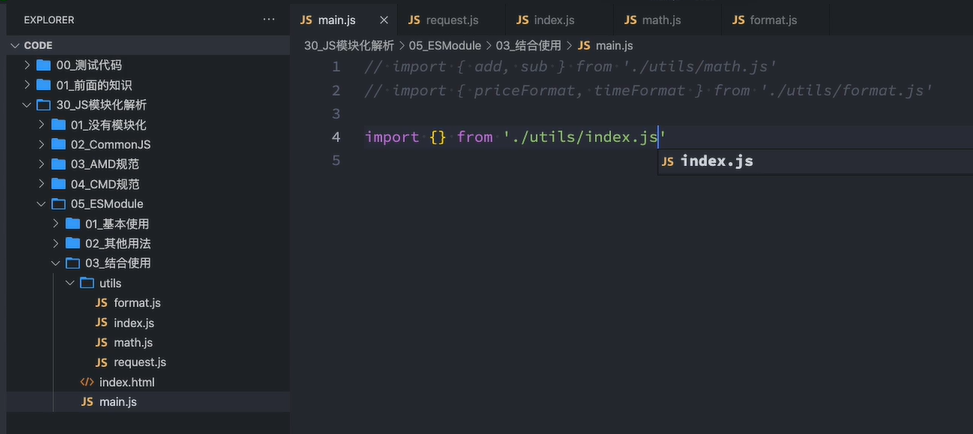 EXPLORER ···
CODE
00_测试代码
01_前面的知识
30_JS模块化解析
01_没有模块化
02_CommonJS
03_AMD规范
04_CMD规范
05_ESModule
01_基本使用
02_其他用法
03_结合使用
utils
JS format.js
JS index.js
JS math.js
JS request.js
</> index.html
JS main.js
JS main.js × JS request.js JS index.js JS math.js JS format.js
30_JS模块化解析 > 05_ESModule > 03_结合使用 > JS main.js
1 // import { add, sub } from './utils/math.js'
2 // import { priceFormat, timeFormat } from './utils/format.js'
3
4 import {} from './utils/index.js'
JS index.js
5